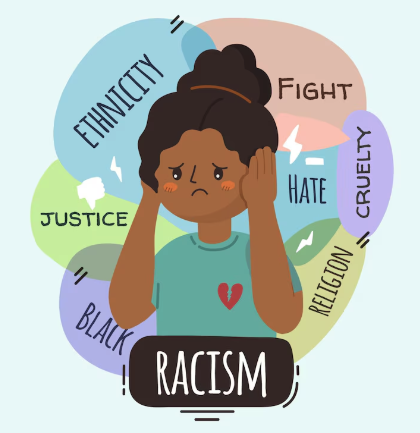 ETHNICITY
FIGHT
CRUELTY
HATE
JUSTICE
RELIGION
BLACK
RACISM